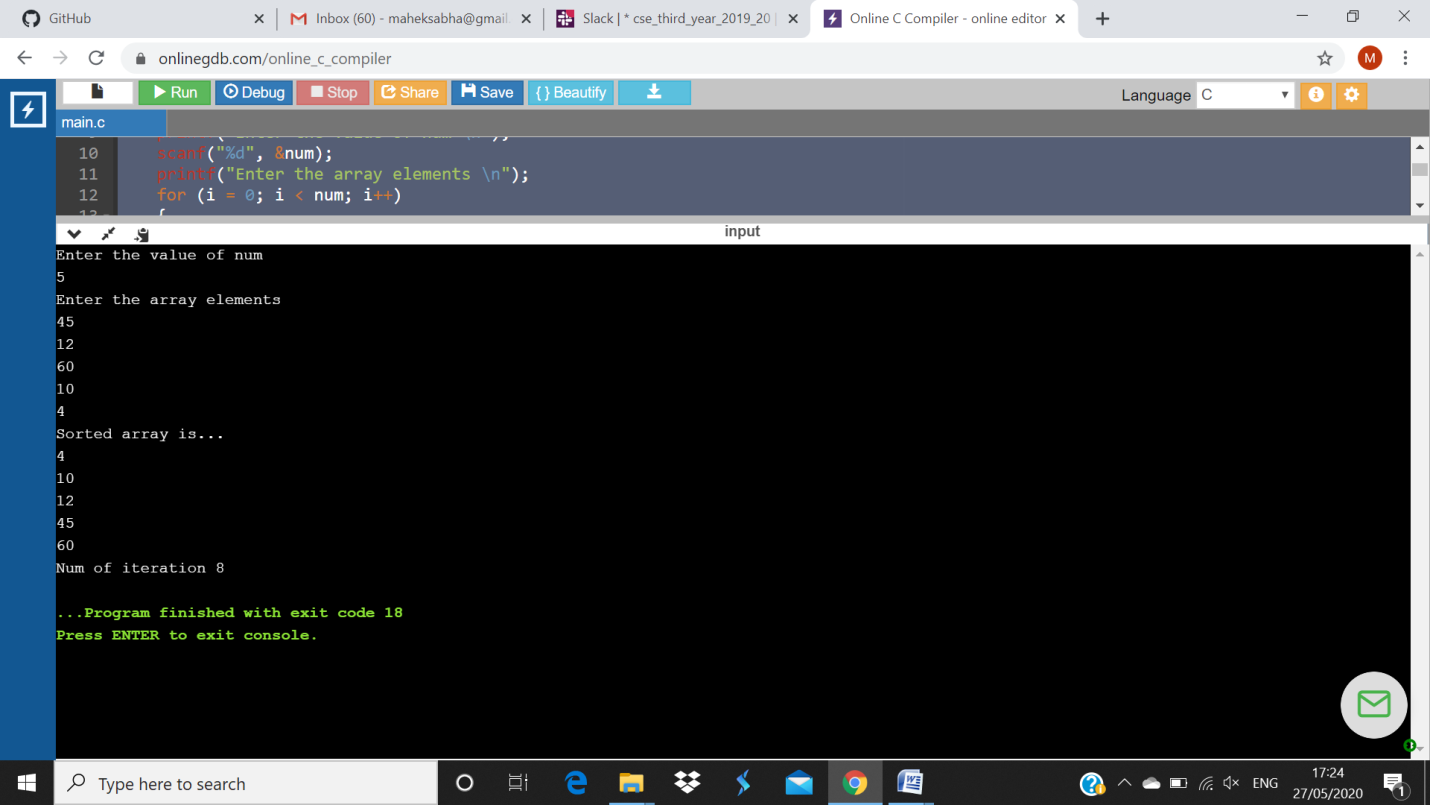 GitHub
Inbox (60) - maheksabha@gmail.
Slack | * cse_third_year_2019_20 |
Online C Compiler - online editor
onlinegdb.com/online_c_compiler
M
Run Debug Stop Share Save { } Beautify
Language C
main.c
10 scanf("%d", &num);
11 printf("Enter the array elements \n");
12 for (i = 0; i < num; i++)
13 {
input
Enter the value of num
5
Enter the array elements
45
12
60
10
4
Sorted array is...
4
10
12
45
60
Num of iteration 8
...Program finished with exit code 18
Press ENTER to exit console.
Type here to search
ENG
17:24
27/05/2020
1